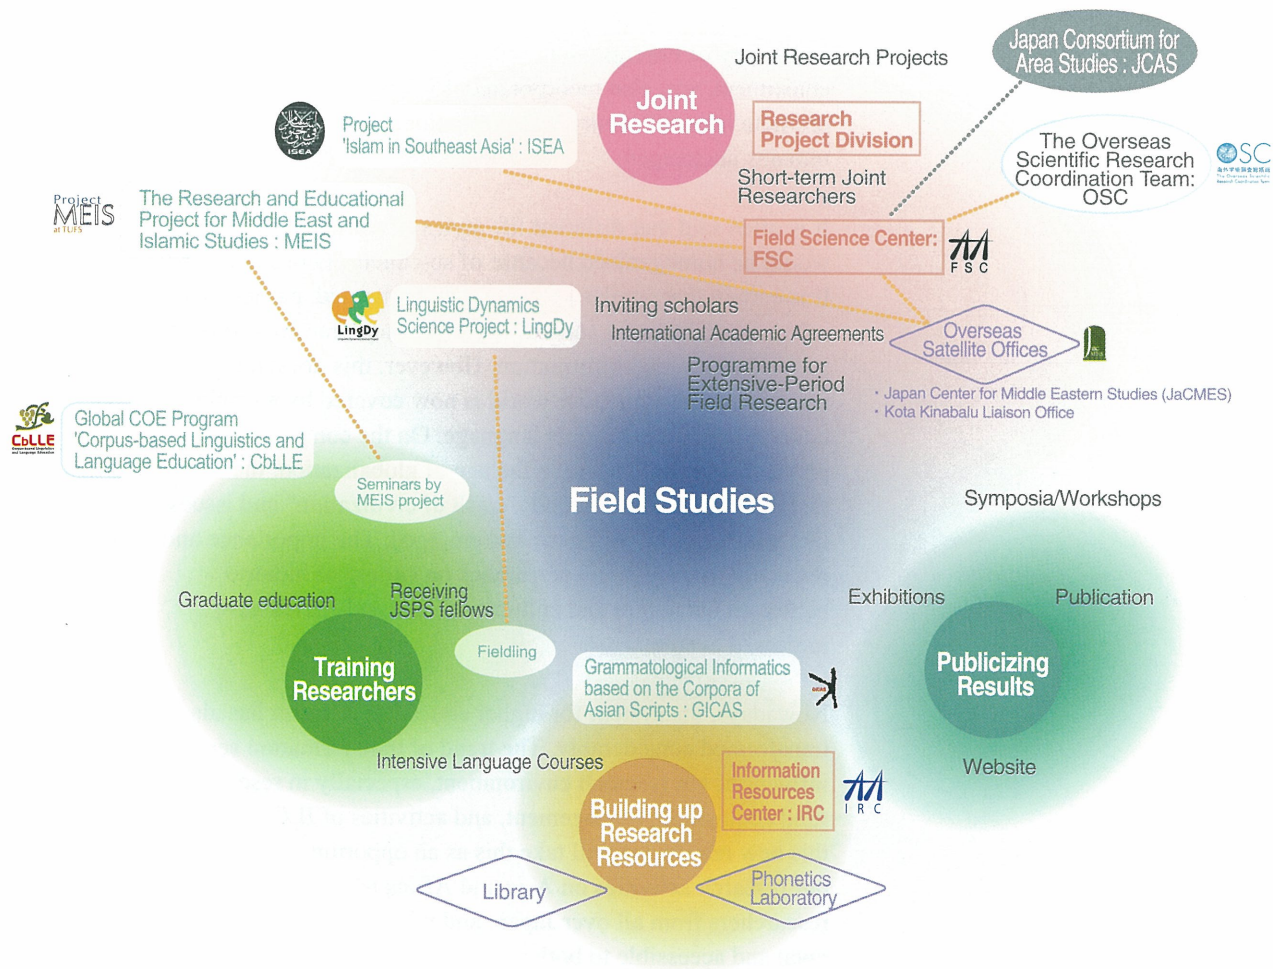 Joint Research Projects
Japan Consortium for
Area Studies : JCAS
Joint
Research
Research
Project Division
Project
'Islam in Southeast Asia' : ISEA
ISEA
The Overseas
Scientific Research
Coordination Team:
OSC
OSC
Short-term Joint
Researchers
Project
MEIS
at TUFS
The Research and Educational
Project for Middle East and
Islamic Studies : MEIS
Field Science Center:
FSC
FSC
LingDy
Linguistic Dynamics
Science Project : LingDy
Inviting scholars
International Academic Agreements
Overseas
Satellite Offices
Programme for
Extensive-Period
Field Research
・Japan Center for Middle Eastern Studies (JaCMES)
・Kota Kinabalu Liaison Office
CbLLE
Global COE Program
'Corpus-based Linguistics and
Language Education' : CbLLE
Seminars by
MEIS project
Field Studies
Symposia/Workshops
Graduate education
Receiving
JSPS fellows
Exhibitions
Publication
Fieldling
Training
Researchers
Grammatological Informatics
based on the Corpora of
Asian Scripts : GICAS
GICAS
Publicizing
Results
Intensive Language Courses
Website
Information
Resources
Center : IRC
IRC
Building up
Research
Resources
Library
Phonetics
Laboratory